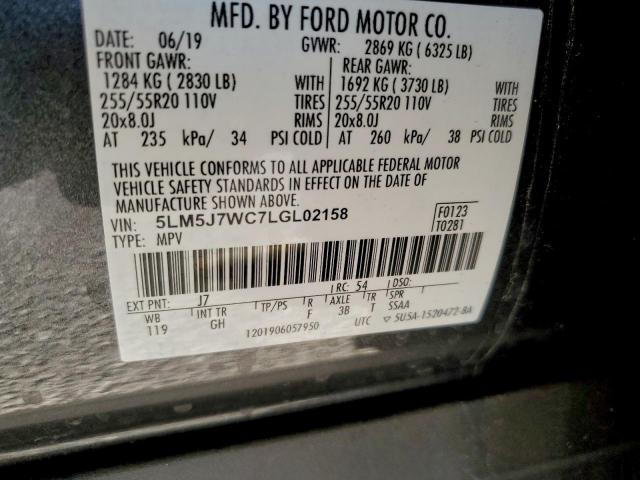 MFD. BY FORD MOTOR CO.
DATE: 06/19 GVWR: 2869 KG ( 6325 LB)
FRONT GAWR: REAR GAWR:
1284 KG ( 2830 LB) WITH 1692 KG ( 3730 LB) WITH
255/55R20 110V TIRES 255/55R20 110V TIRES
20x8.0J RIMS 20x8.0J RIMS
AT 235 kPa/ 34 PSI COLD AT 260 kPa/ 38 PSI COLD
THIS VEHICLE CONFORMS TO ALL APPLICABLE FEDERAL MOTOR
VEHICLE SAFETY STANDARDS IN EFFECT ON THE DATE OF
MANUFACTURE SHOWN ABOVE.
VIN: 5LM5J7WC7LGL02158 F0123
TYPE: MPV T0281
EXT PNT: J7 RC: 54 DSO:
WB INT TR TP/PS R AXLE TR SPR
119 GH F 3B T SSAA
1201906057950 UTC ▽ 5U5A-1520472-BA